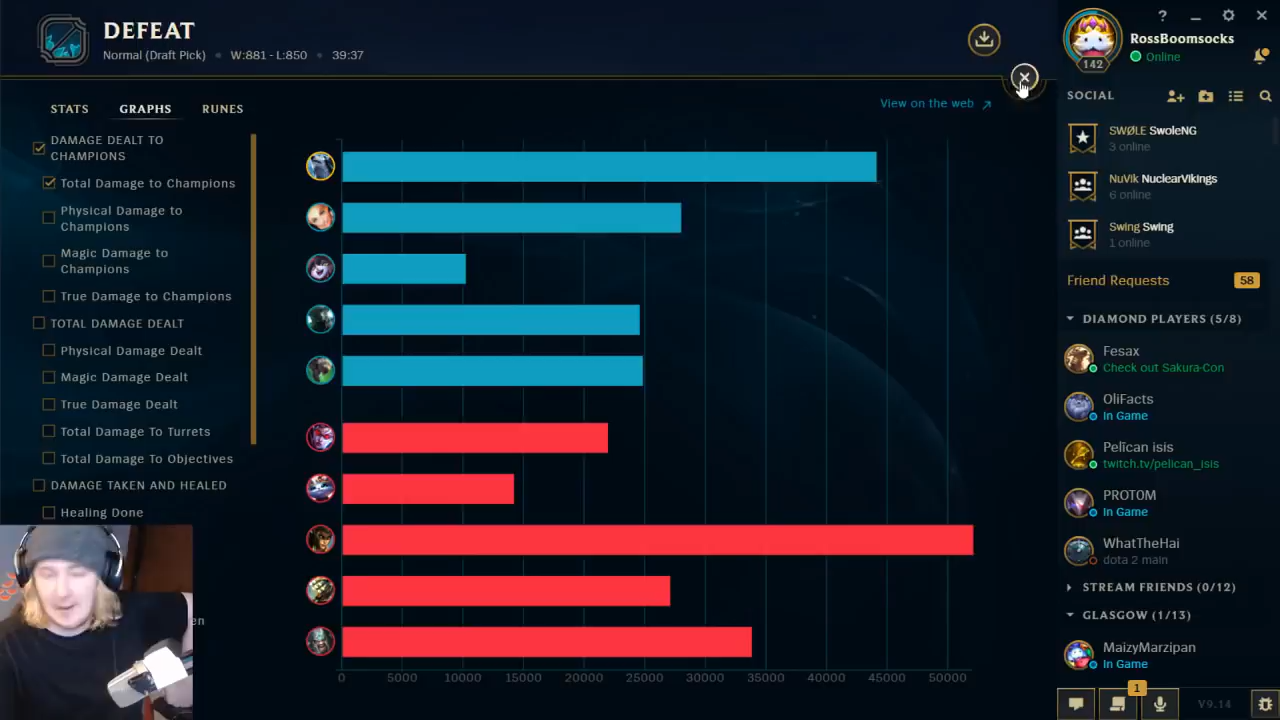 DEFEAT
Normal (Draft Pick) W:881 - L:850 39:37
STATS
GRAPHS
RUNES
View on the web
DAMAGE DEALT TO
CHAMPIONS
Total Damage to Champions
Physical Damage to
Champions
Magic Damage to
Champions
True Damage to Champions
TOTAL DAMAGE DEALT
Physical Damage Dealt
Magic Damage Dealt
True Damage Dealt
Total Damage To Turrets
Total Damage To Objectives
DAMAGE TAKEN AND HEALED
Healing Done
en
0 5000 10000 15000 20000 25000 30000 35000 40000 45000 50000
?
142
RossBoomsocks
Online
SOCIAL
SWØLE SwoleNG
3 online
NuVik NuclearVikings
6 online
Swing Swing
1 online
Friend Requests 58
DIAMOND PLAYERS (5/8)
Fesax
Check out Sakura-Con
OliFacts
In Game
Pelīcan isis
twitch.tv/pelican_isis
PROT0M
In Game
WhatTheHai
dota 2 main
STREAM FRIENDS (0/12)
GLASGOW (1/13)
MaizyMarzipan
In Game
1
V9.14